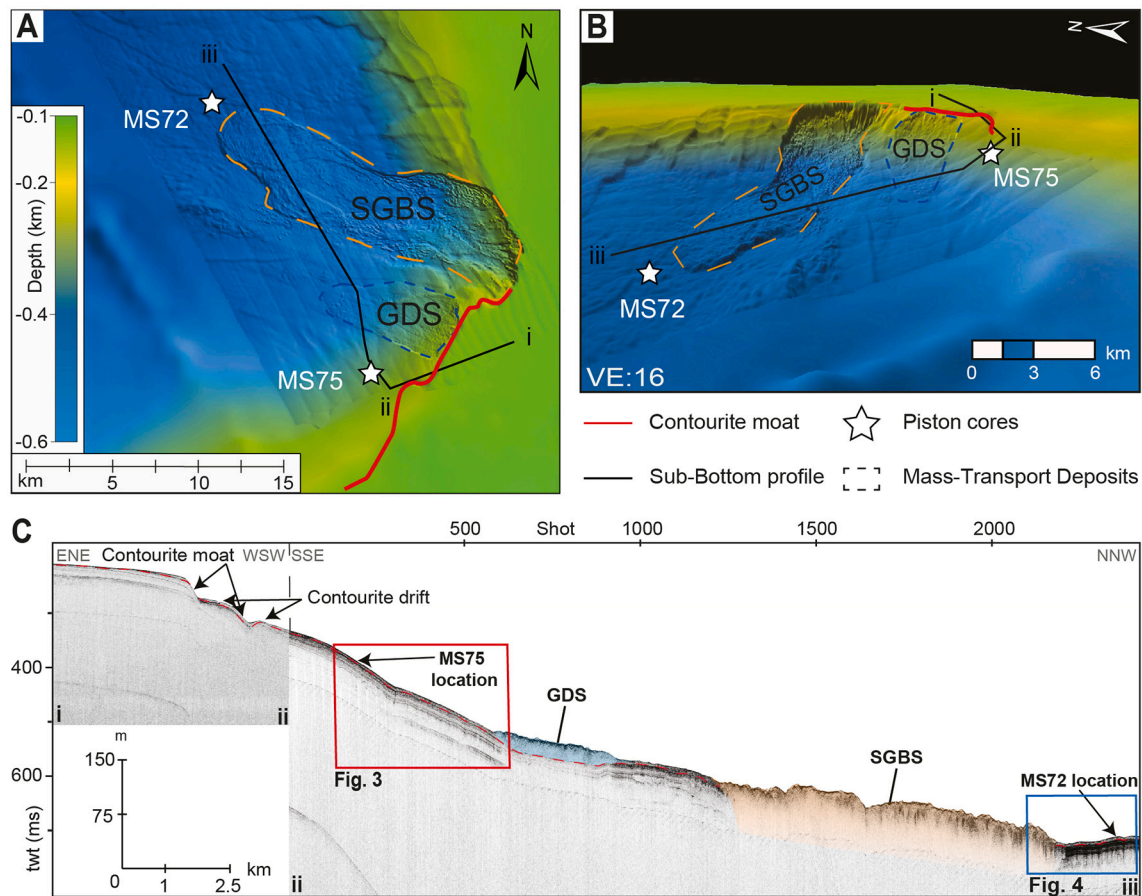 A
N
iii
MS72
-0.1
-0.2
-0.3
-0.4
-0.6
Depth (km)
SGBS
GDS
i
MS75
ii
km
5
10
15
B
N
i
ii
GDS
MS75
SGBS
iii
MS72
VE:16
km
0
3
6
Contourite moat
Piston cores
Sub-Bottom profile
Mass-Transport Deposits
C
500
Shot
1000
1500
2000
ENE
Contourite moat
WSW
SSE
NNW
Contourite drift
MS75
location
400
GDS
i
ii
Fig. 3
600
SGBS
MS72 location
twt (ms)
m
150
75
0
1
2.5
km
ii
Fig. 4
iii